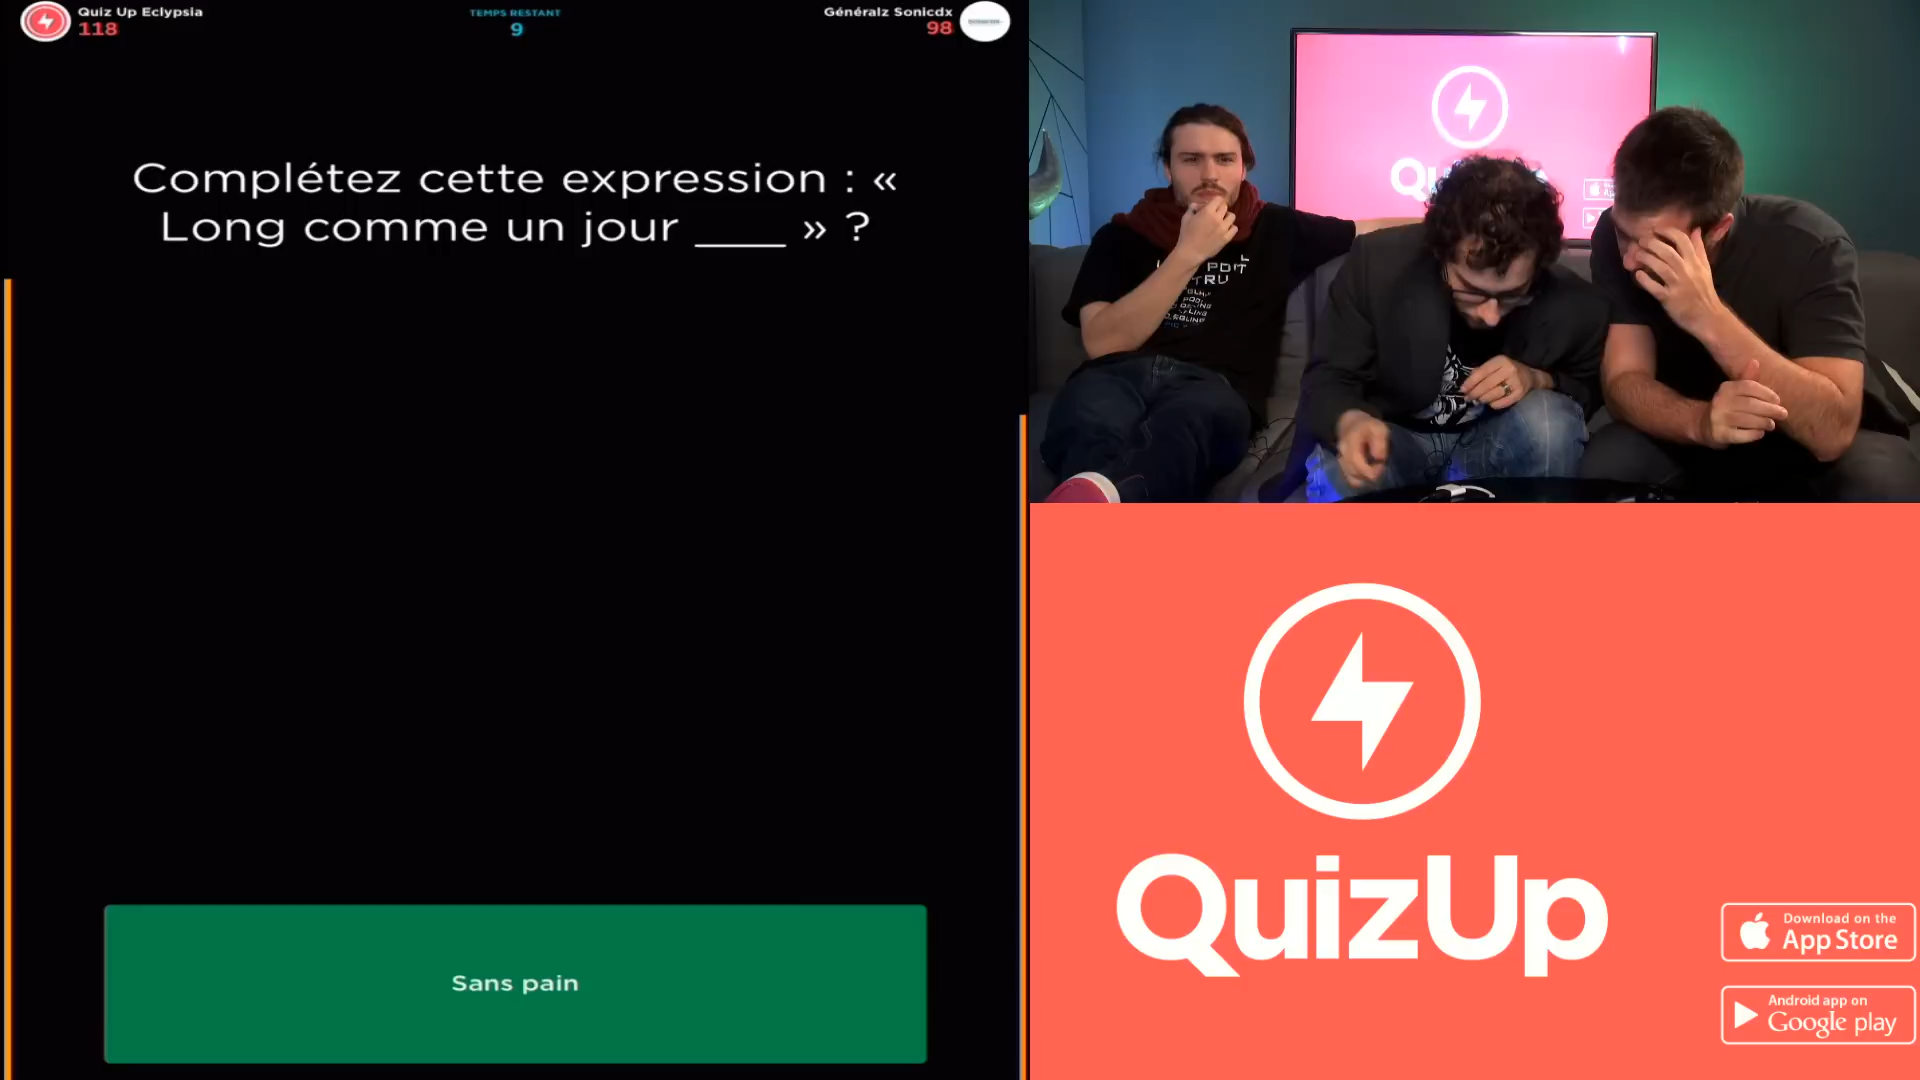 Quiz Up Eclypsia
118
TEMPS RESTANT
9
Généralz Sonicdx
98
Complétez cette expression : «
Long comme un jour ____ » ?
Sans pain
QuizUp
Download on the
App Store
Android app on
Google play